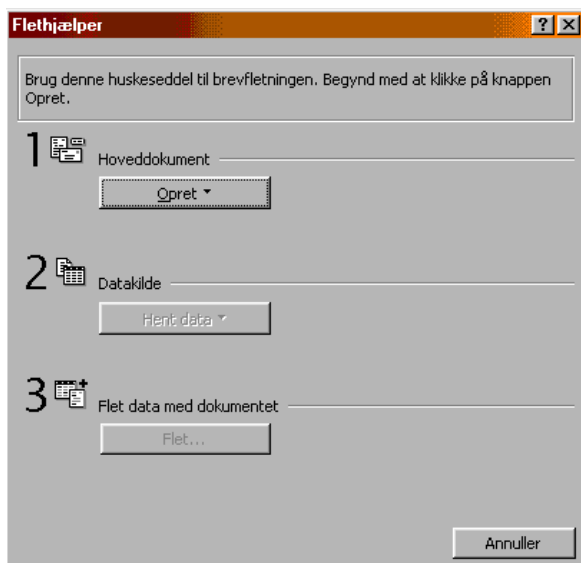 Flethjælper
Brug denne huskeseddel til brevfletningen. Begynd med at klikke på knappen
Opret.
1 Hoveddokument
Opret
2 Datakilde
Hent data
3 Flet data med dokumentet
Flet...
Annuller